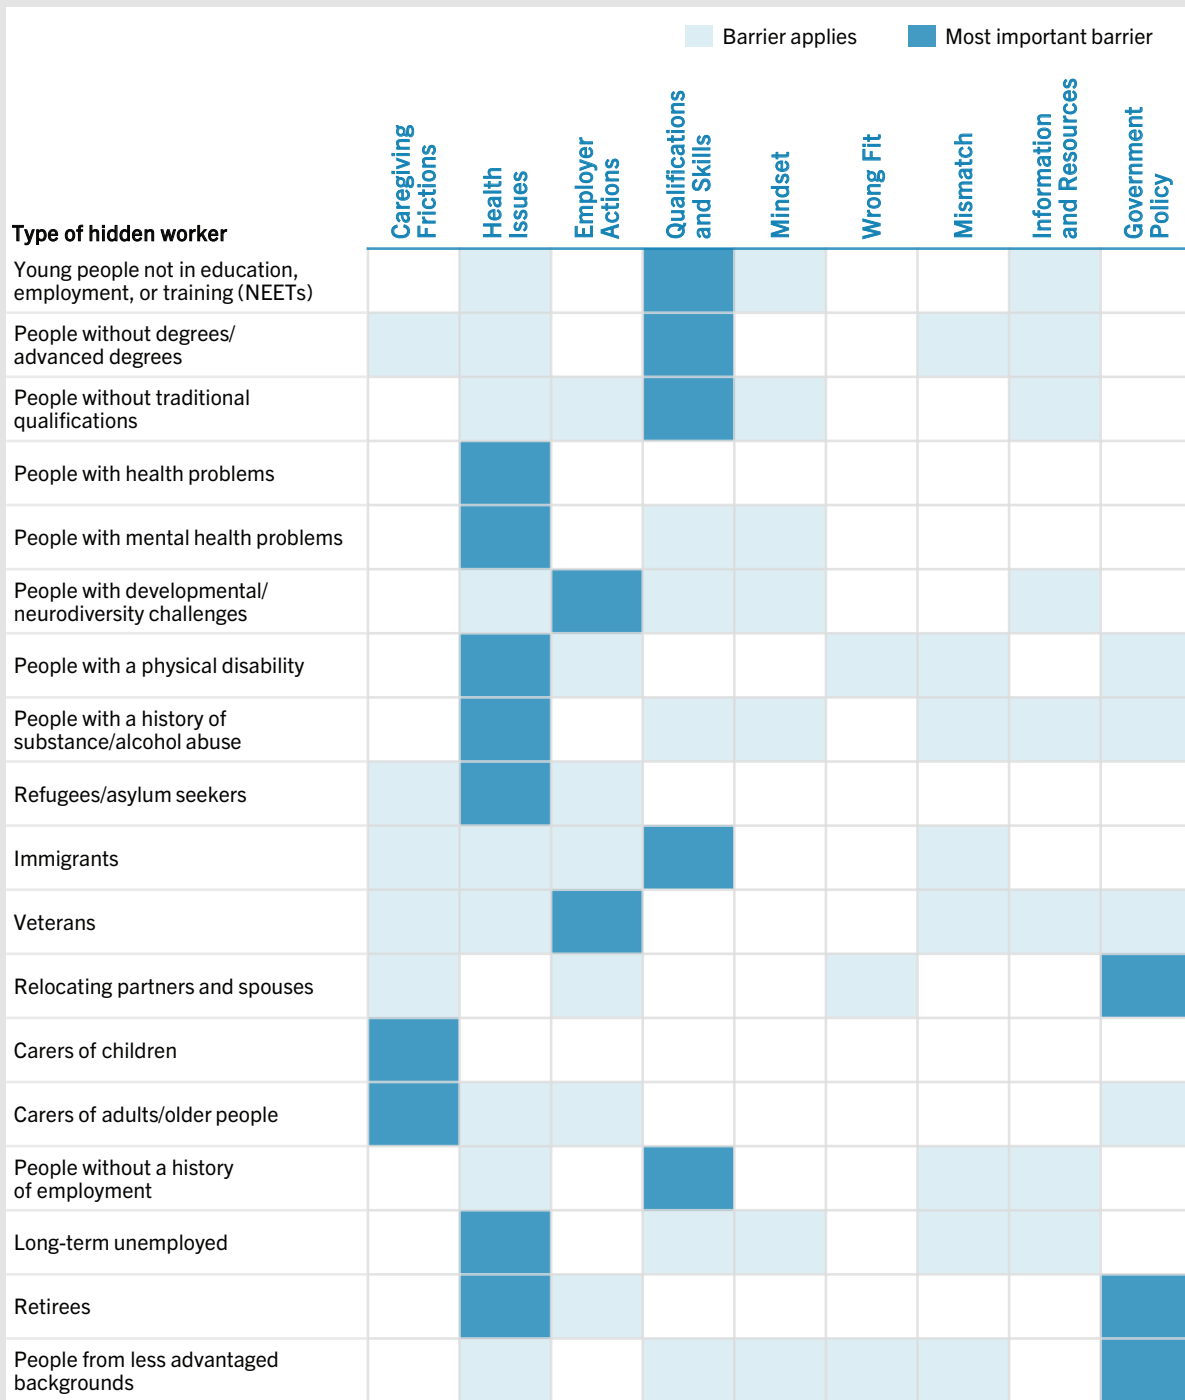 Barrier applies
Most important barrier
Caregiving
Frictions
Health
Issues
Employer
Actions
Qualifications
and Skills
Mindset
Wrong Fit
Mismatch
Information
and Resources
Government
Policy
Type of hidden worker
Young people not in education,
employment, or training (NEETs)
People without degrees/
advanced degrees
People without traditional
qualifications
People with health problems
People with mental health problems
People with developmental/
neurodiversity challenges
People with a physical disability
People with a history of
substance/alcohol abuse
Refugees/asylum seekers
Immigrants
Veterans
Relocating partners and spouses
Carers of children
Carers of adults/older people
People without a history
of employment
Long-term unemployed
Retirees
People from less advantaged
backgrounds